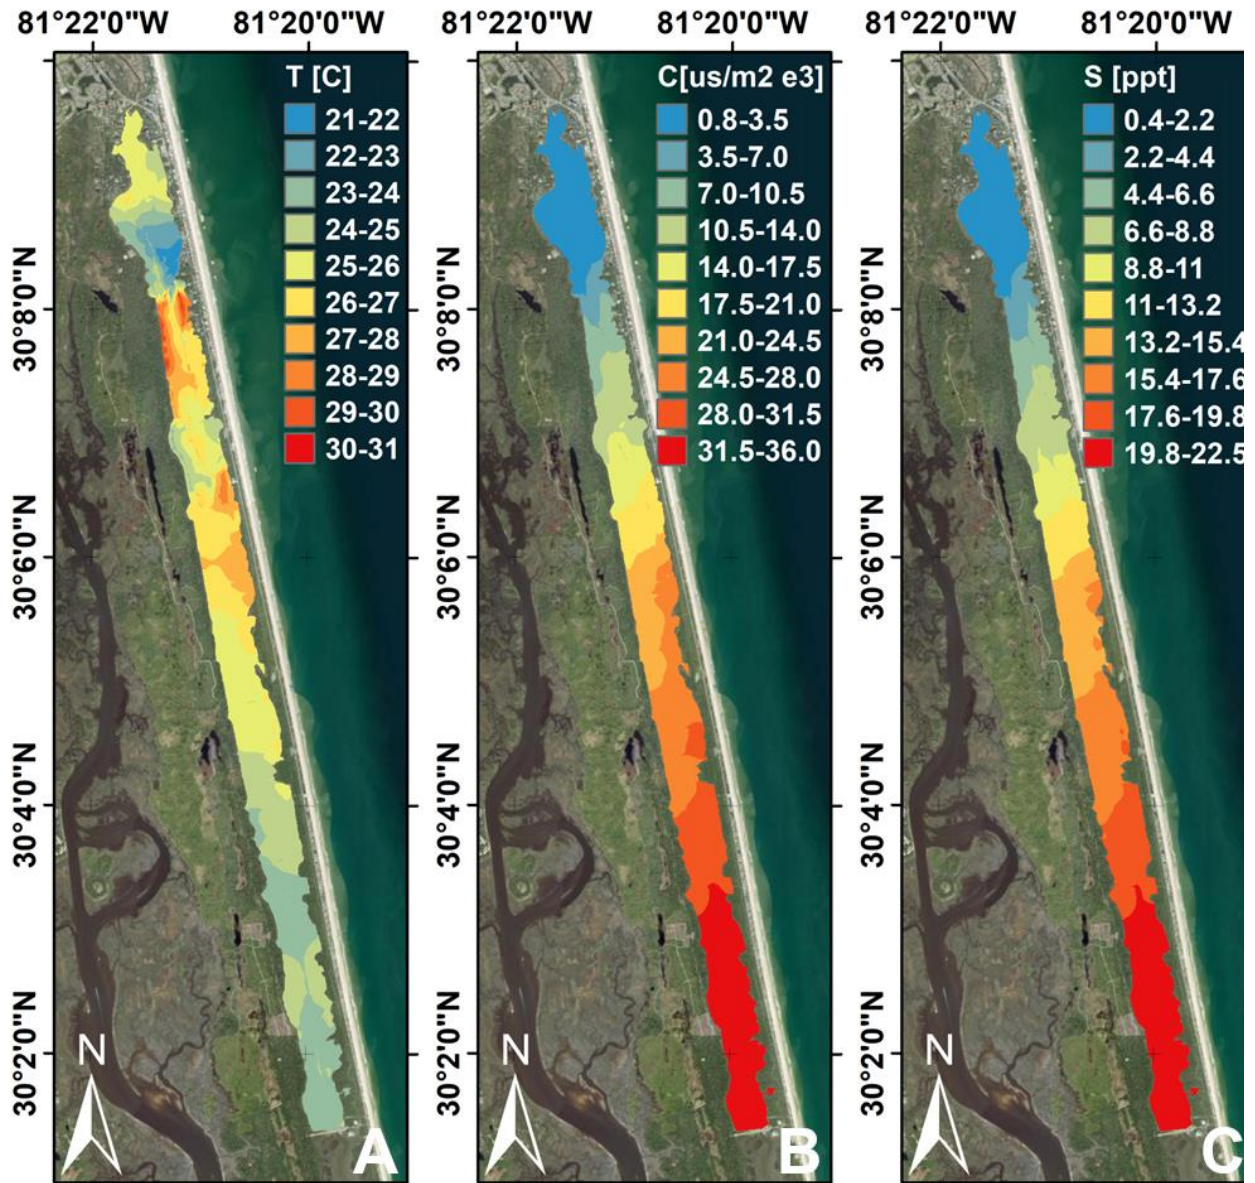 81°22'0"W 81°20'0"W
81°22'0"W 81°20'0"W
81°22'0"W 81°20'0"W
T [C]
21-22
22-23
23-24
24-25
25-26
26-27
27-28
28-29
29-30
30-31
30°8'0"N
30°6'0"N
30°4'0"N
30°2'0"N
N
A
C[us/m2 e3]
0.8-3.5
3.5-7.0
7.0-10.5
10.5-14.0
14.0-17.5
17.5-21.0
21.0-24.5
24.5-28.0
28.0-31.5
31.5-36.0
30°8'0"N
30°6'0"N
30°4'0"N
30°2'0"N
N
B
S [ppt]
0.4-2.2
2.2-4.4
4.4-6.6
6.6-8.8
8.8-11
11-13.2
13.2-15.4
15.4-17.6
17.6-19.8
19.8-22.5
30°8'0"N
30°6'0"N
30°4'0"N
30°2'0"N
N
C